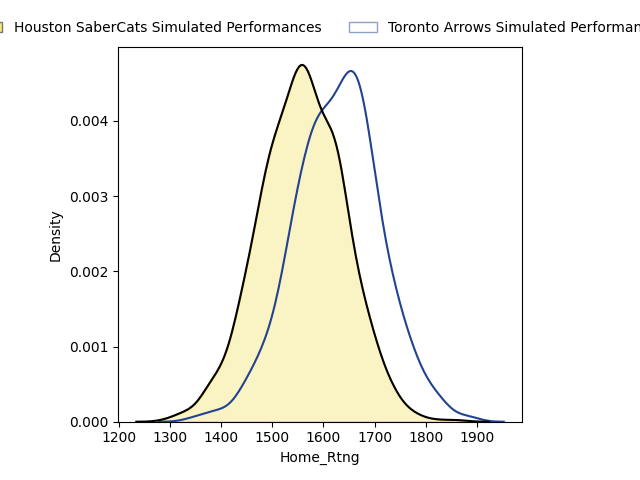 Houston SaberCats Simulated Performances
Toronto Arrows Simulated
0.004
0.003
0.002
0.001
0.000
Density
1200 1300 1400 1500 1600 1700 1800 1900
Home_Rtng